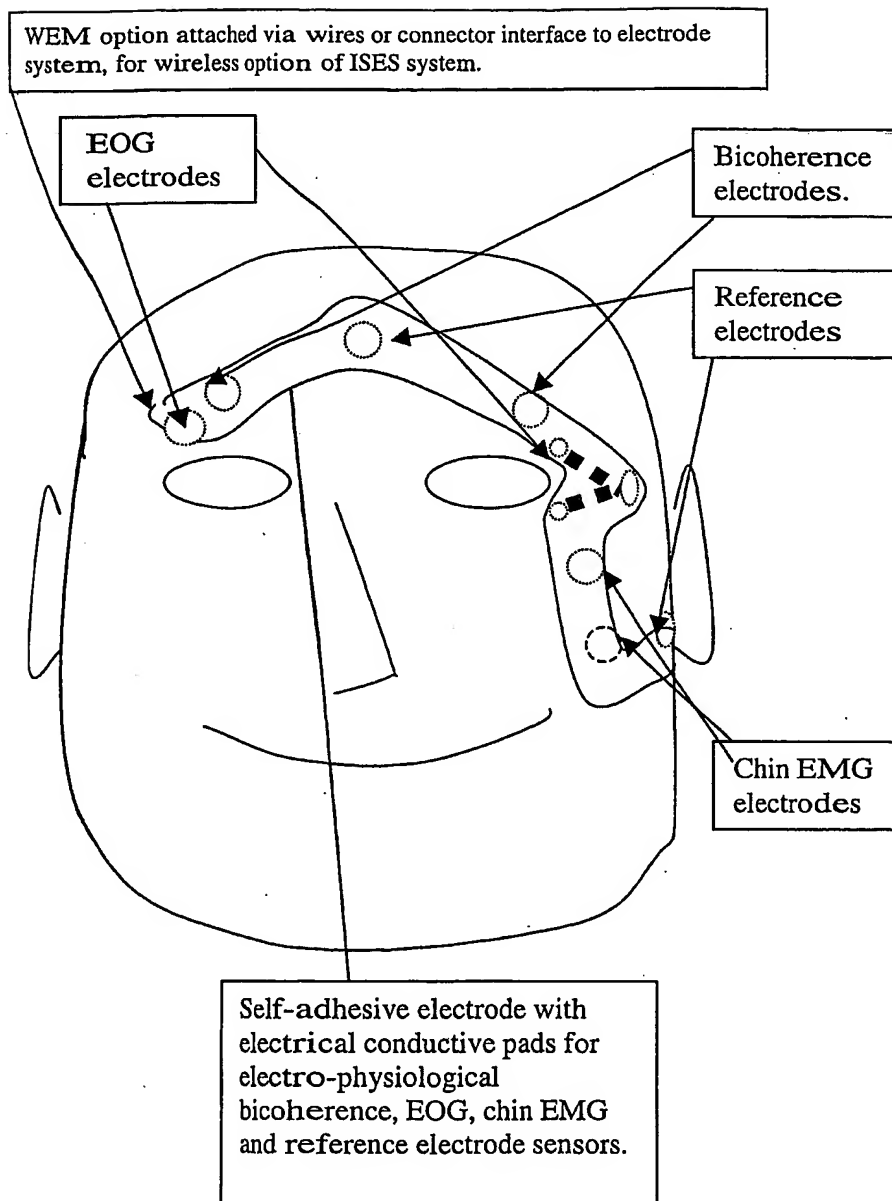 WEM option attached via wires or connector interface to electrode
system, for wireless option of ISES system.
EOG
electrodes
Bicoherence
electrodes.
Reference
electrodes
Chin EMG
electrodes
Self-adhesive electrode with
electrical conductive pads for
electro-physiological
bicoherence, EOG, chin EMG
and reference electrode sensors.